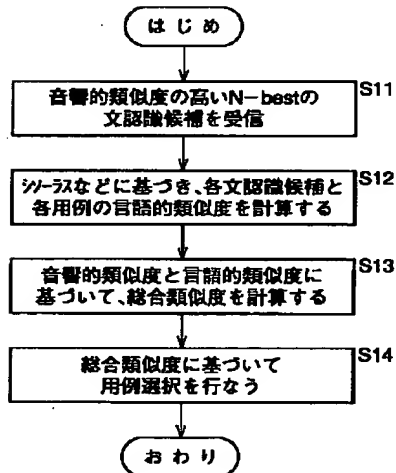 はじめ
S11
音響的類似度の高いN−bestの
文認識候補を受信
S12
シソーラスなどに基づき、各文認識候補と
各用例の言語的類似度を計算する
S13
音響的類似度と言語的類似度に
基づいて、総合類似度を計算する
S14
総合類似度に基づいて
用例選択を行なう
おわり